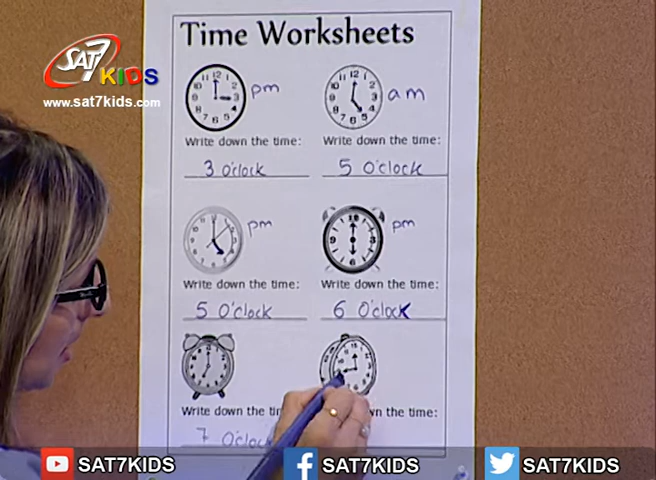 Time Worksheets
SAT7
KIDS
www.sat7kids.com
pm
am
Write down the time:
Write down the time:
3 O'clock
5 O'clock
pm
pm
Write down the time:
Write down the time:
5 O'clock
6 O'clock
Write down the
the time:
7 O'clock
SAT7KIDS
SAT7KIDS
SAT7KIDS